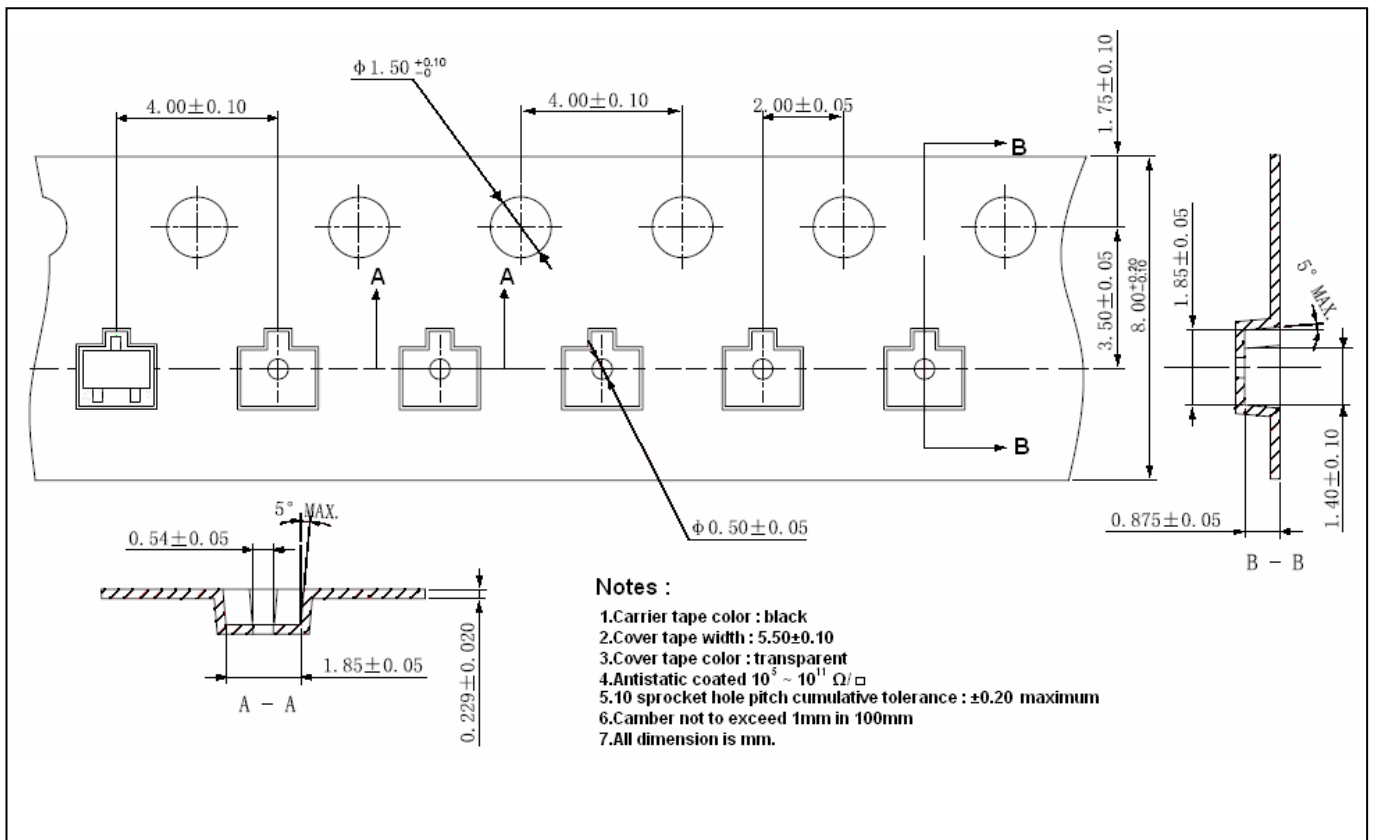 φ1.50 +0.10 -0
4.00±0.10
4.00±0.10
2.00±0.05
1.75±0.10
B
A
A
3.50±0.05
8.00 +0.20 -0.10
1.85±0.05
5° MAX.
B
φ0.50±0.05
0.875±0.05
1.40±0.10
B - B
5° MAX.
0.54±0.05
1.85±0.05
0.229±0.020
A - A
Notes :
1.Carrier tape color : black
2.Cover tape width : 5.50±0.10
3.Cover tape color : transparent
4.Antistatic coated 10⁵ ~ 10¹¹ Ω/□
5.10 sprocket hole pitch cumulative tolerance : ±0.20 maximum
6.Camber not to exceed 1mm in 100mm
7.All dimension is mm.